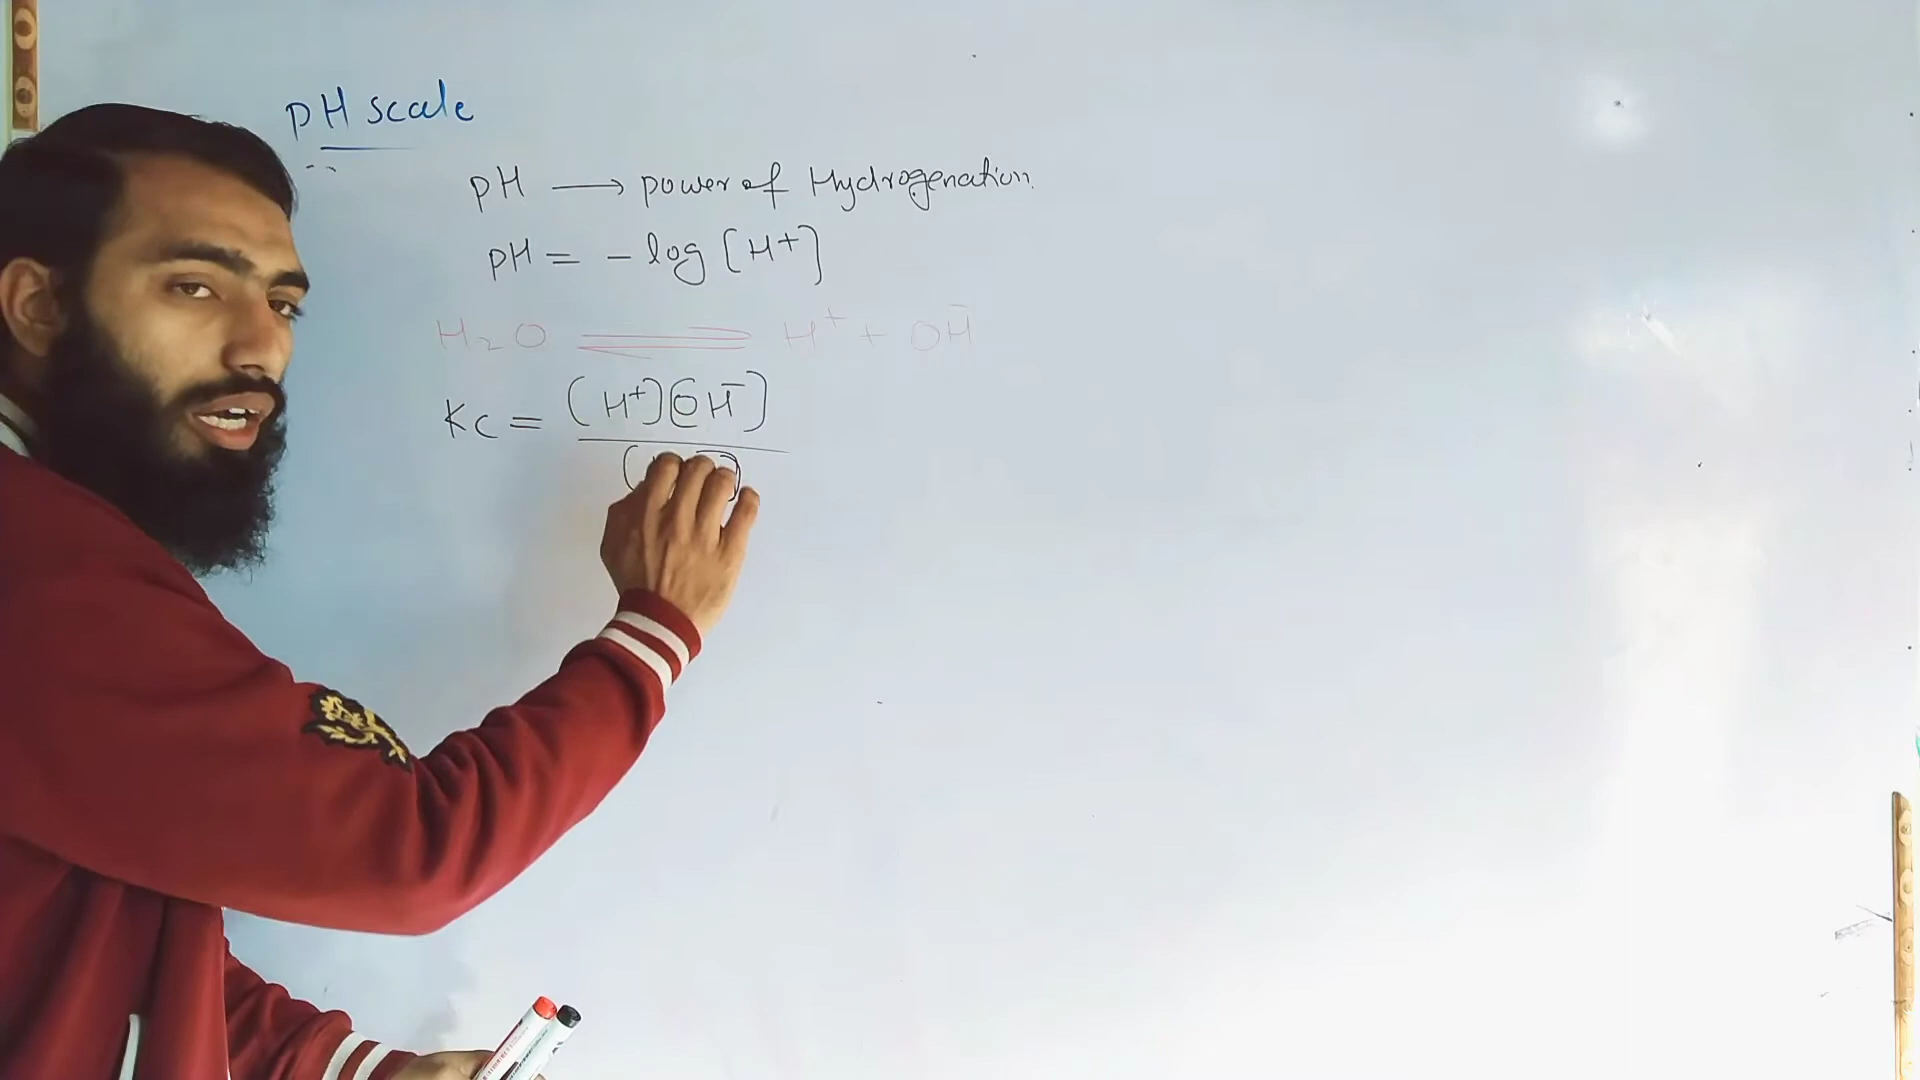 pH scale
pH → power of Hydrogenation.
pH = - log [H+]
H₂O ⇌ H⁺ + OH⁻
Kc = (H⁺)[OH⁻]